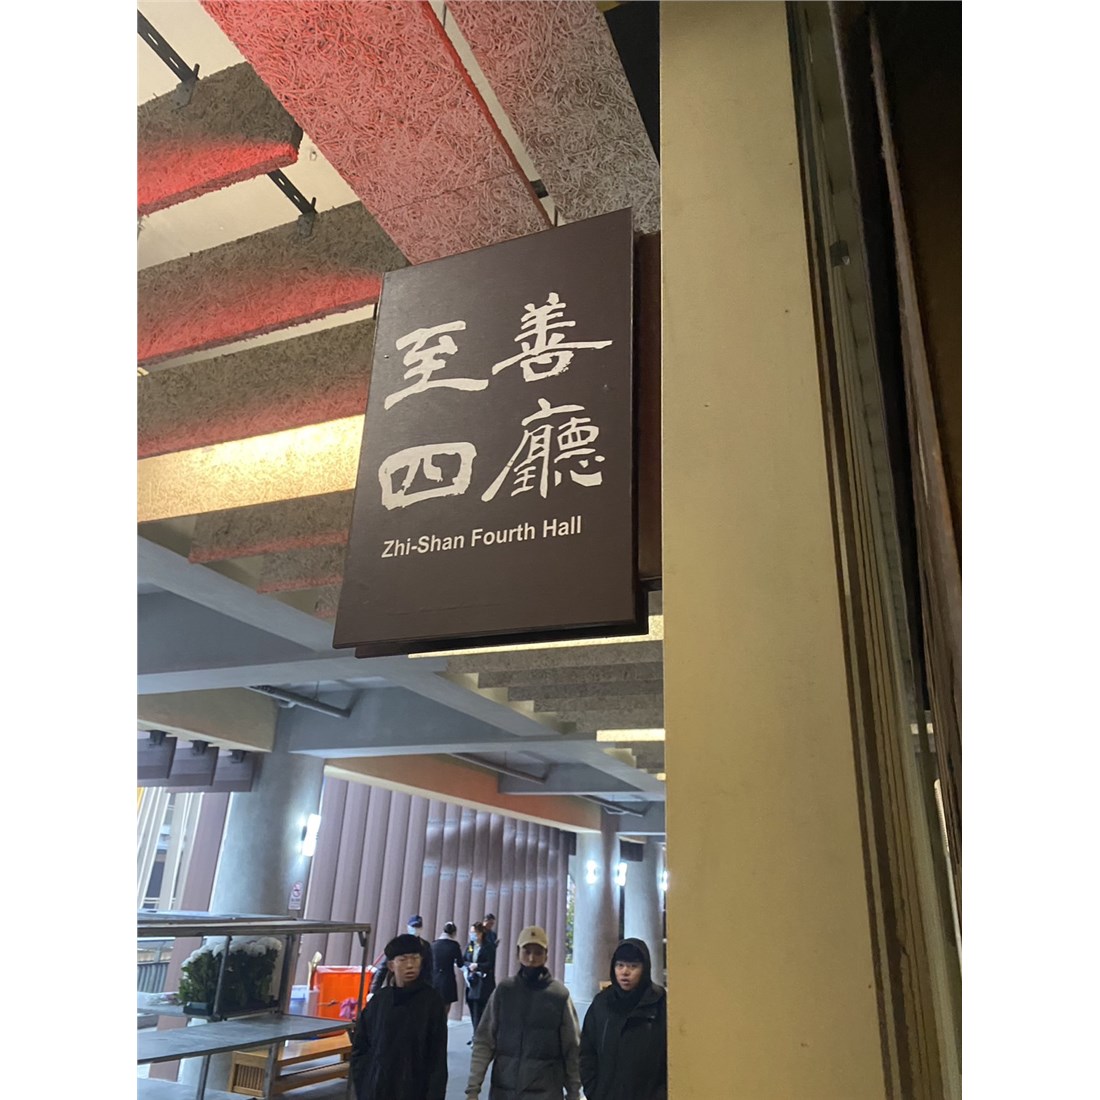 至善
四廳
Zhi-Shan Fourth Hall